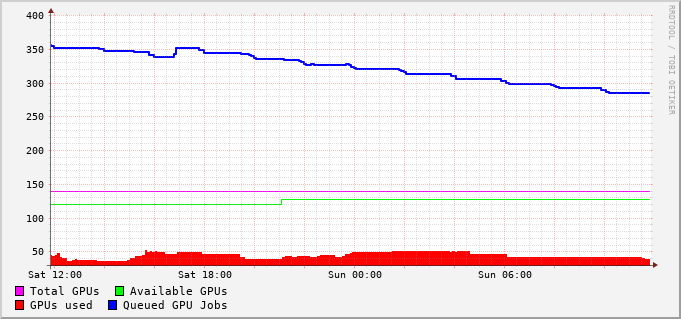 RRDTOOL / TOBI OETIKER
400
350
300
250
200
150
100
50
Sat 12:00 Sat 18:00 Sun 00:00 Sun 06:00
Total GPUs Available GPUs
GPUs used Queued GPU Jobs